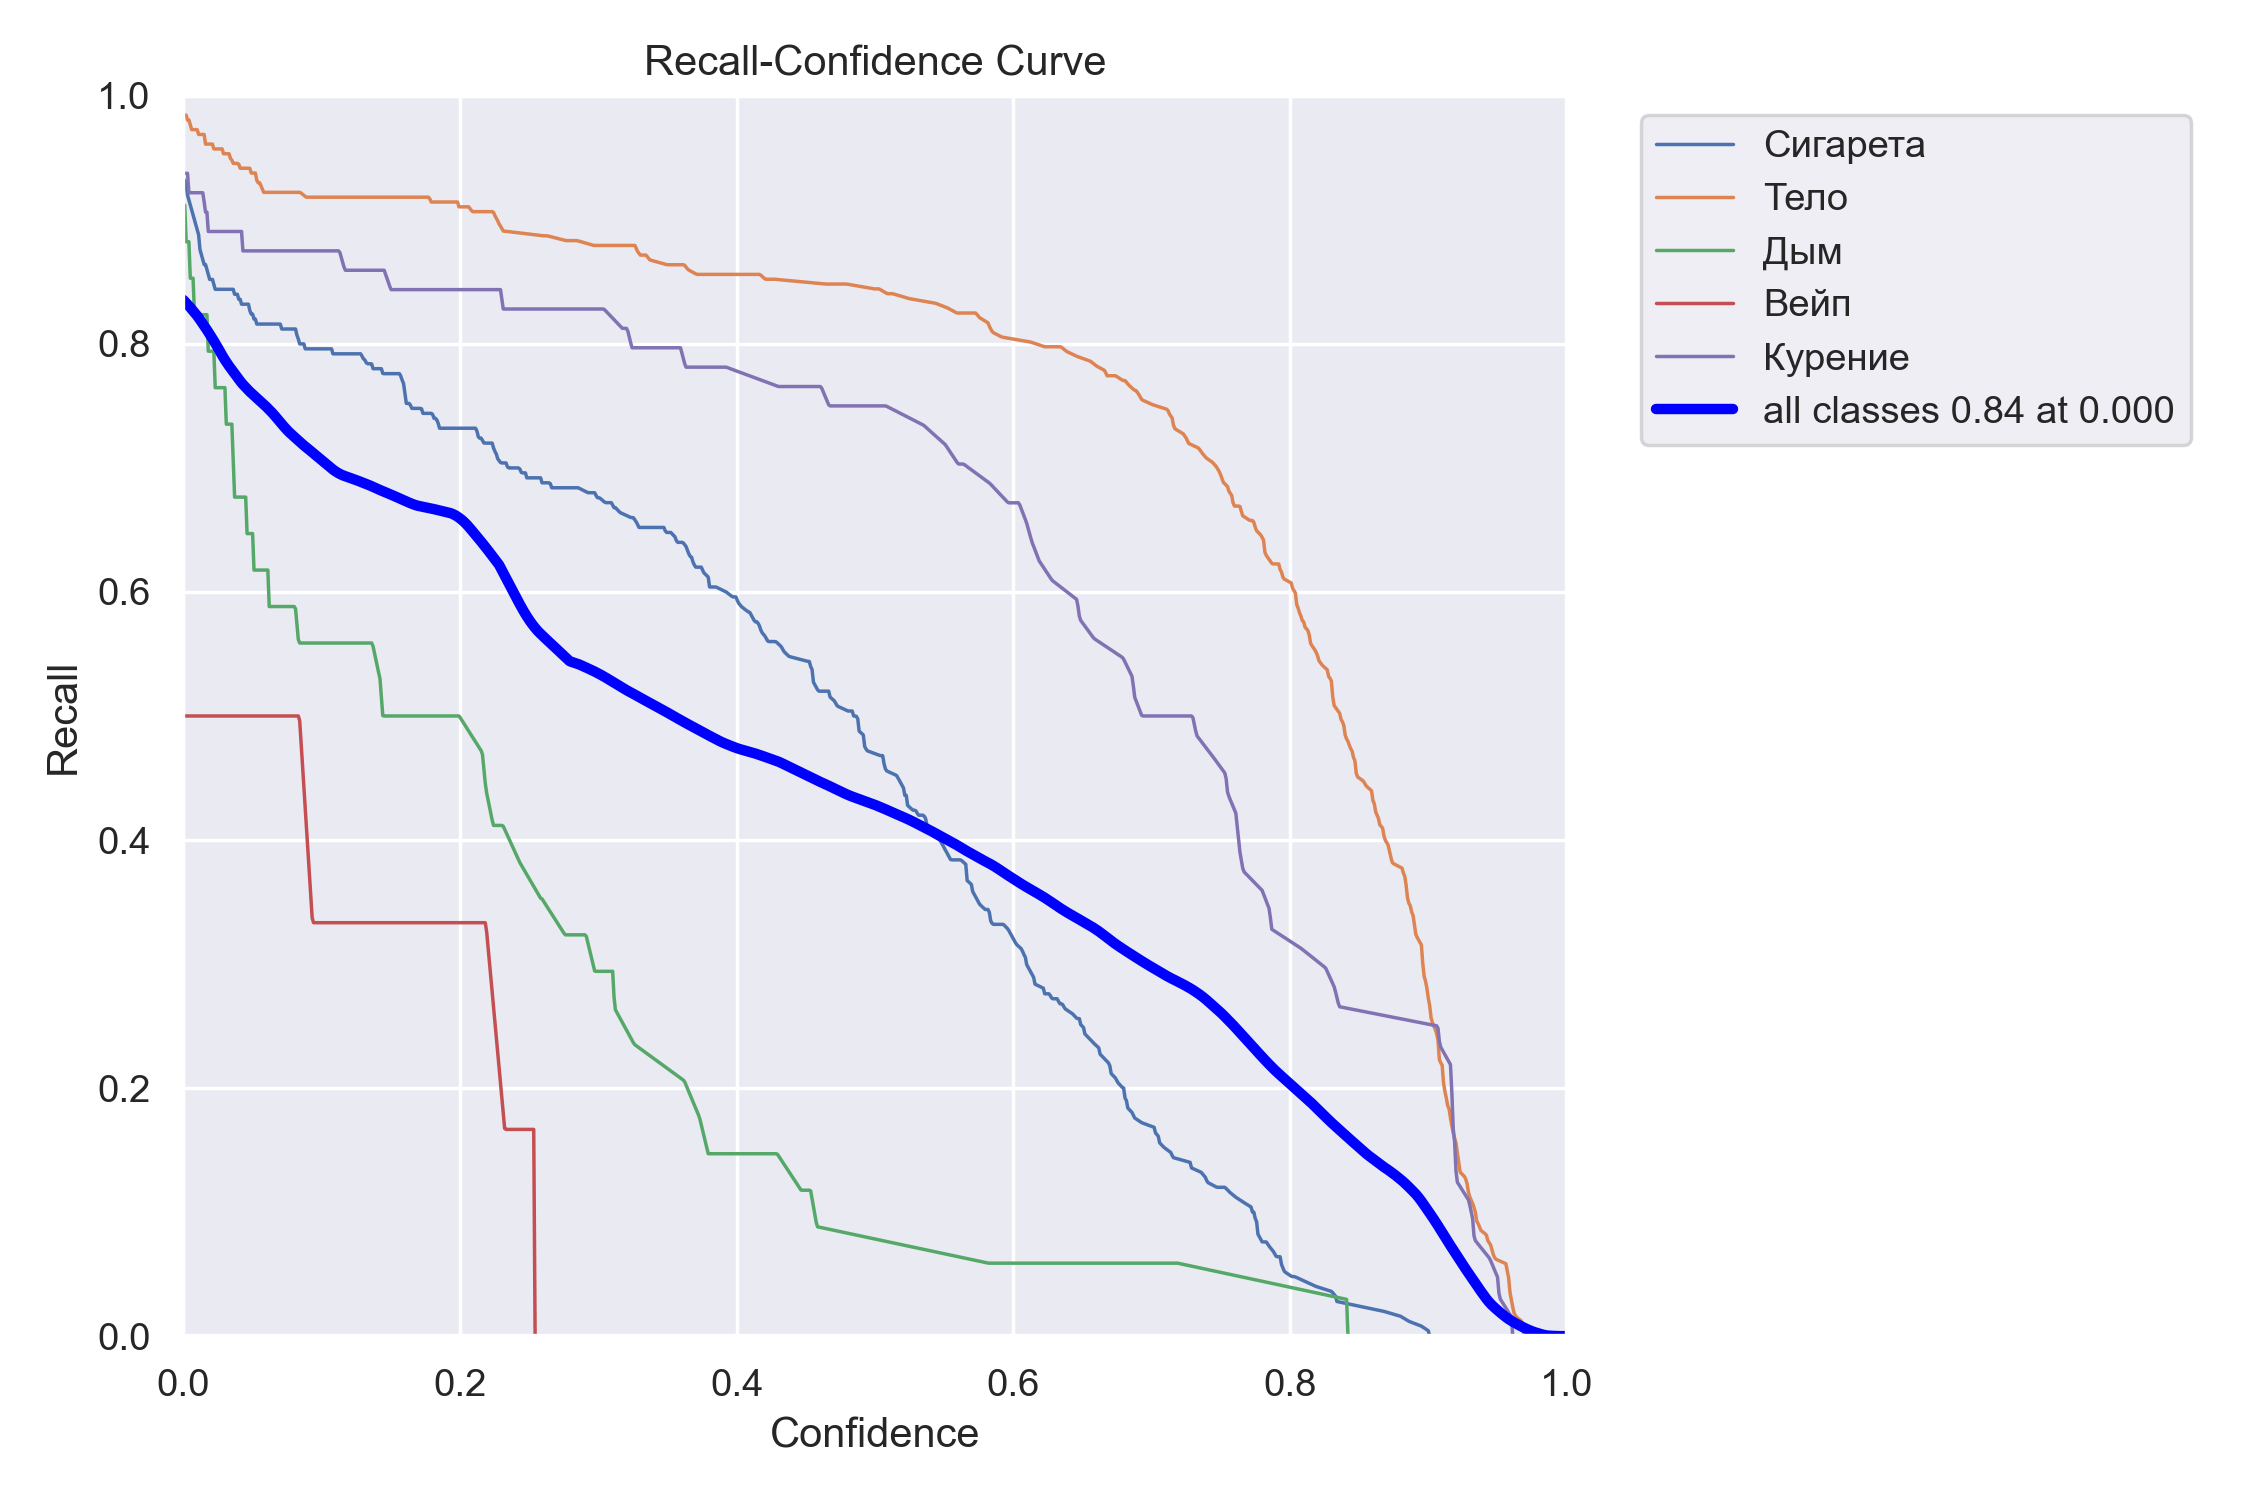 Recall-Confidence Curve
1.0
0.8
0.6
0.4
0.2
0.0
Recall
0.0 0.2 0.4 0.6 0.8 1.0
Confidence
Сигарета
Тело
Дым
Вейп
Курение
all classes 0.84 at 0.000